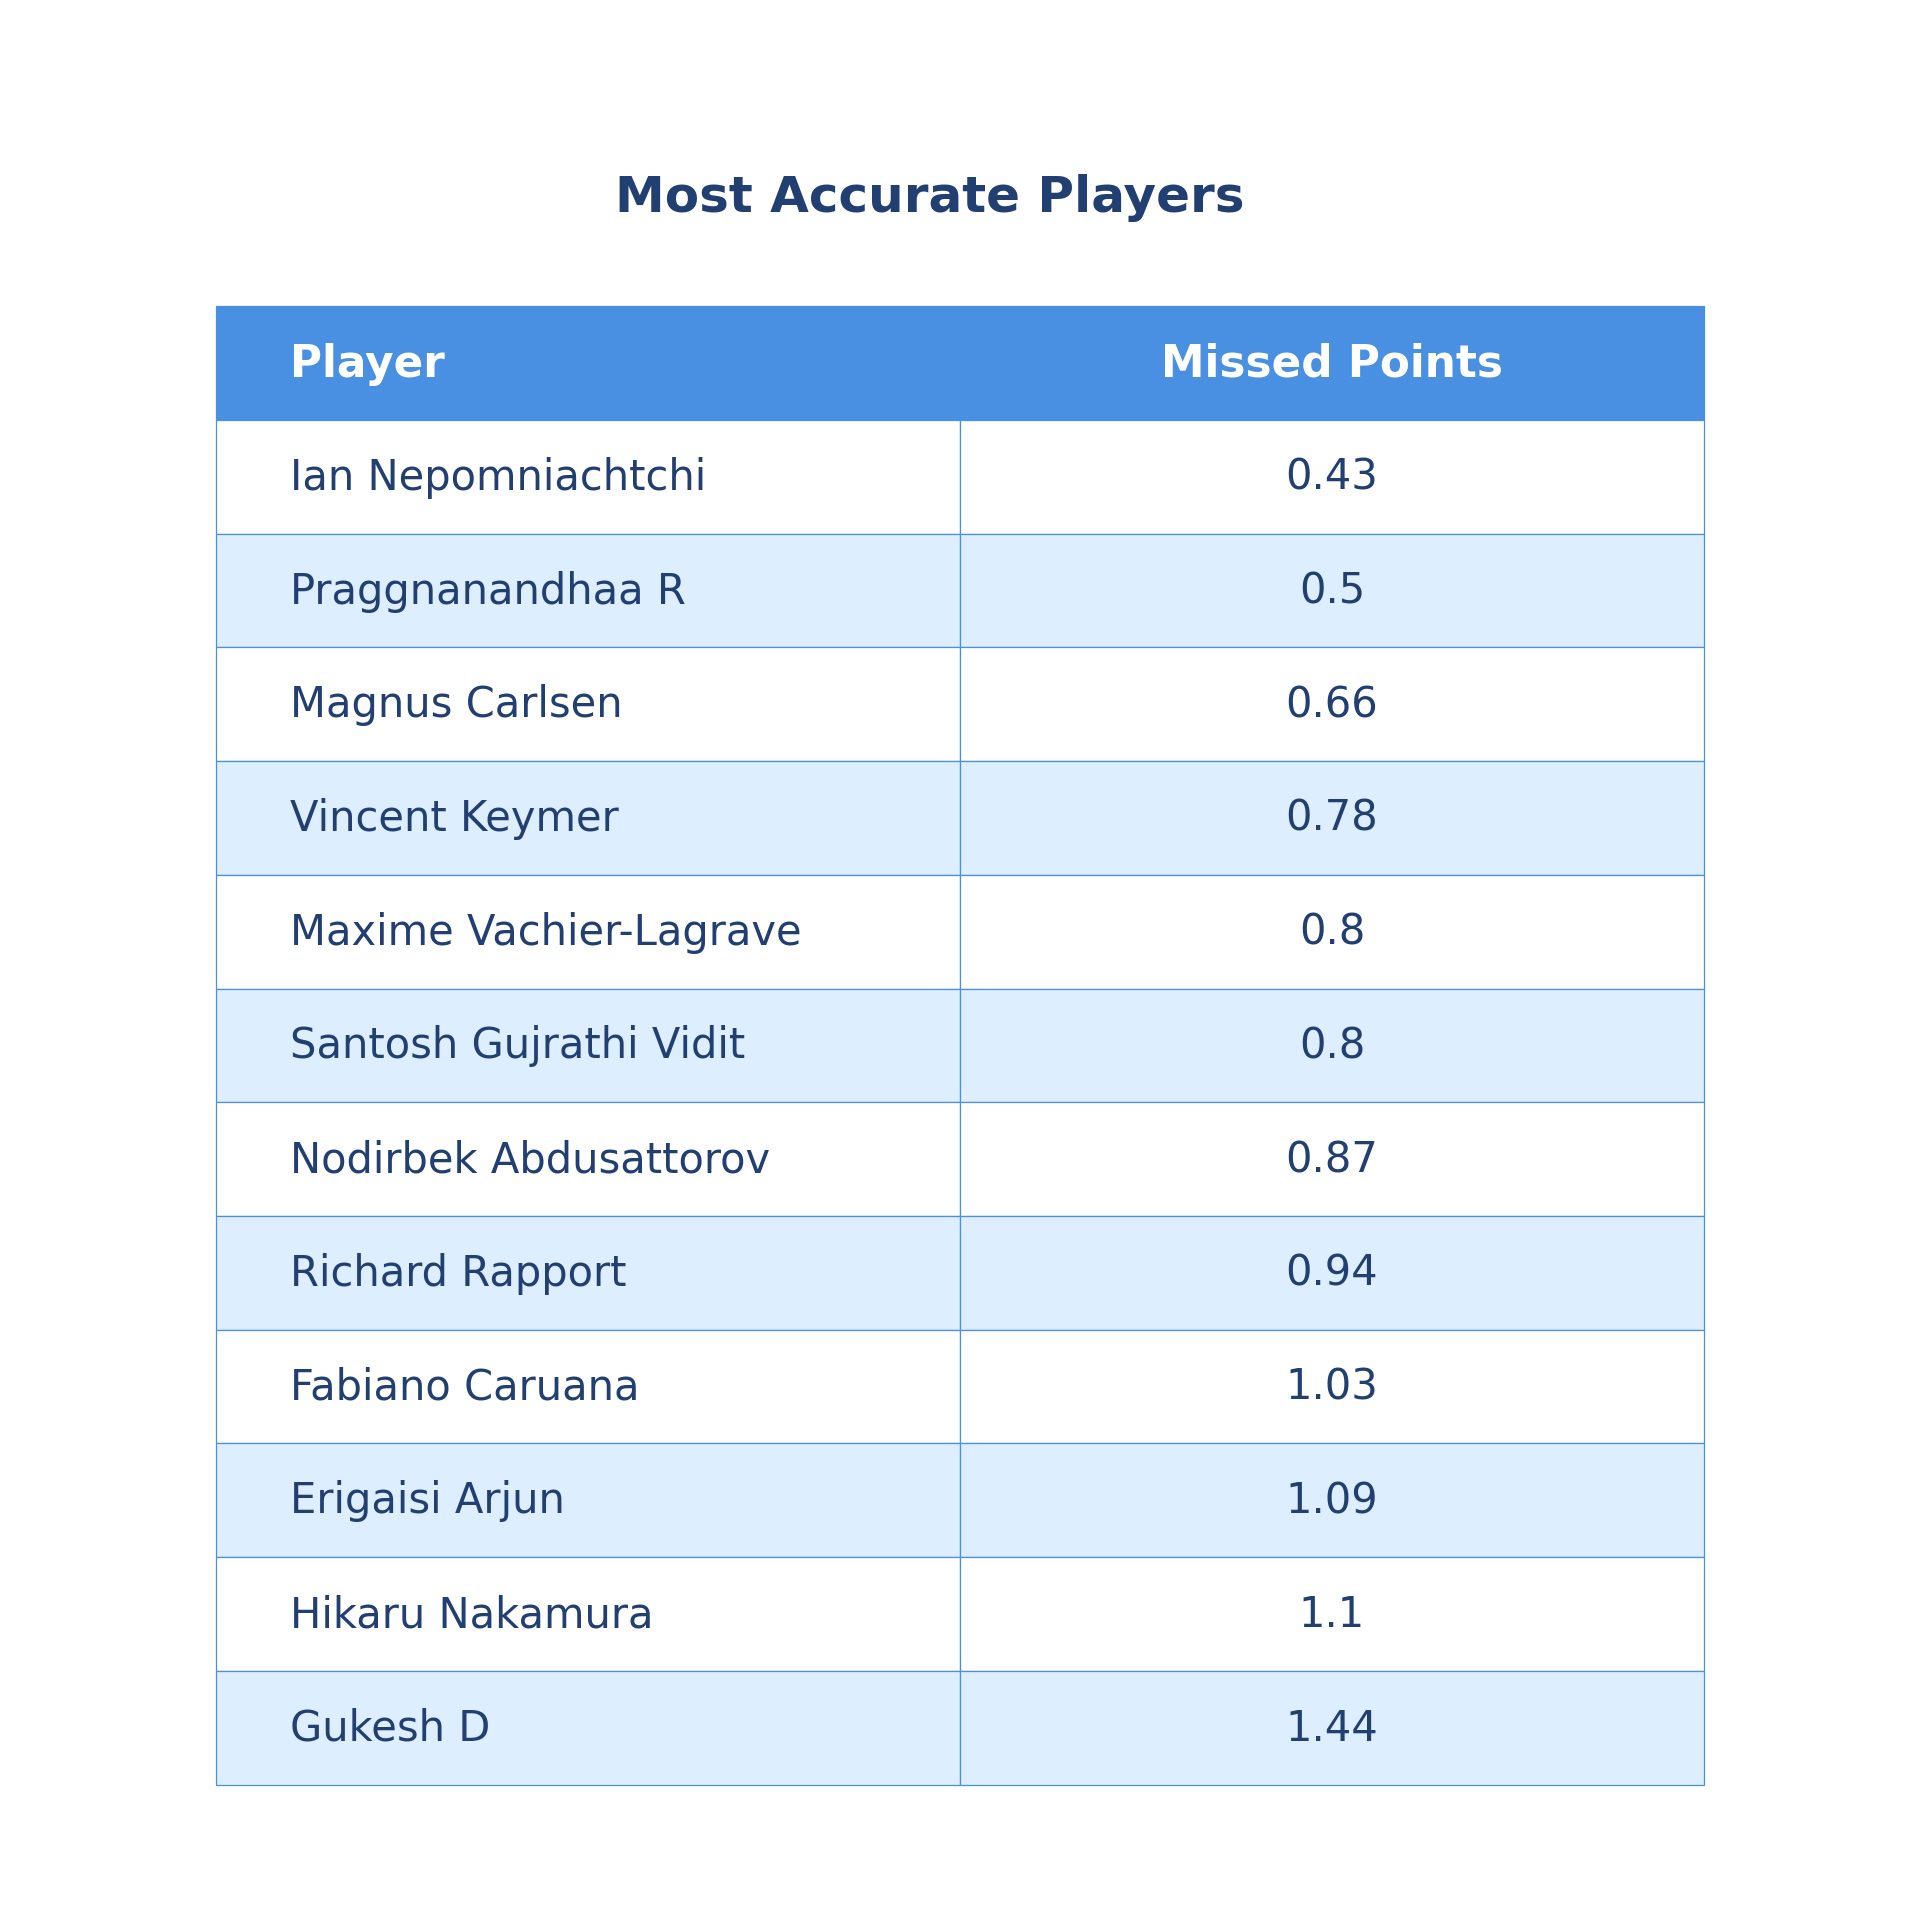 Most Accurate Players
Player Missed Points
Ian Nepomniachtchi 0.43
Praggnanandhaa R 0.5
Magnus Carlsen 0.66
Vincent Keymer 0.78
Maxime Vachier-Lagrave 0.8
Santosh Gujrathi Vidit 0.8
Nodirbek Abdusattorov 0.87
Richard Rapport 0.94
Fabiano Caruana 1.03
Erigaisi Arjun 1.09
Hikaru Nakamura 1.1
Gukesh D 1.44